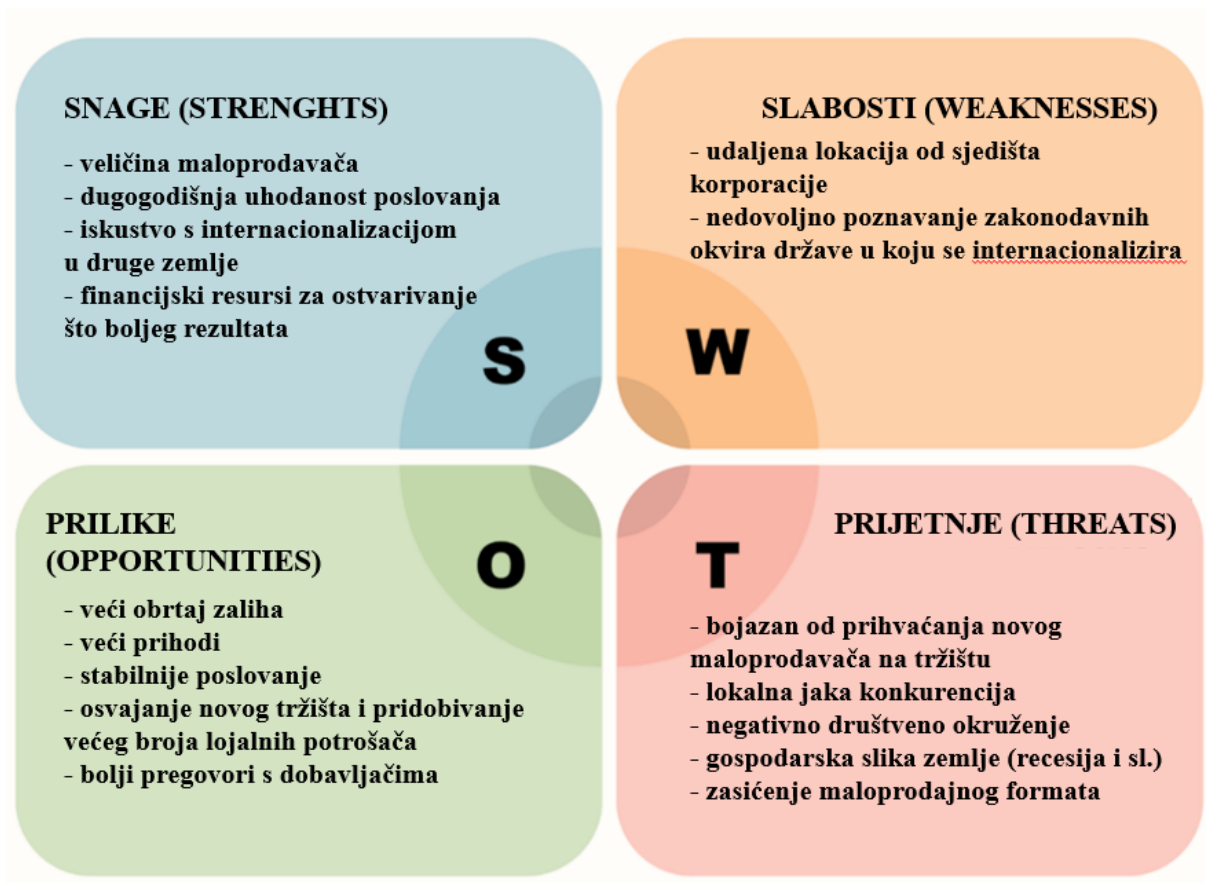 SNAGE (STRENGHTS)
- veličina maloprodavača
- dugogodišnja uhodanost poslovanja
- iskustvo s internacionalizacijom
u druge zemlje
- financijski resursi za ostvarivanje
što boljeg rezultata
S
SLABOSTI (WEAKNESSES)
- udaljena lokacija od sjedišta
korporacije
- nedovoljno poznavanje zakonodavnih
okvira države u koju se internacionalizira
W
PRILIKE
(OPPORTUNITIES)
- veći obrtaj zaliha
- veći prihodi
- stabilnije poslovanje
- osvajanje novog tržišta i pridobivanje
većeg broja lojalnih potrošača
- bolji pregovori s dobavljačima
O
PRIJETNJE (THREATS)
- bojazan od prihvaćanja novog
maloprodavača na tržištu
- lokalna jaka konkurencija
- negativno društveno okruženje
- gospodarska slika zemlje (recesija i sl.)
- zasićenje maloprodajnog formata
T